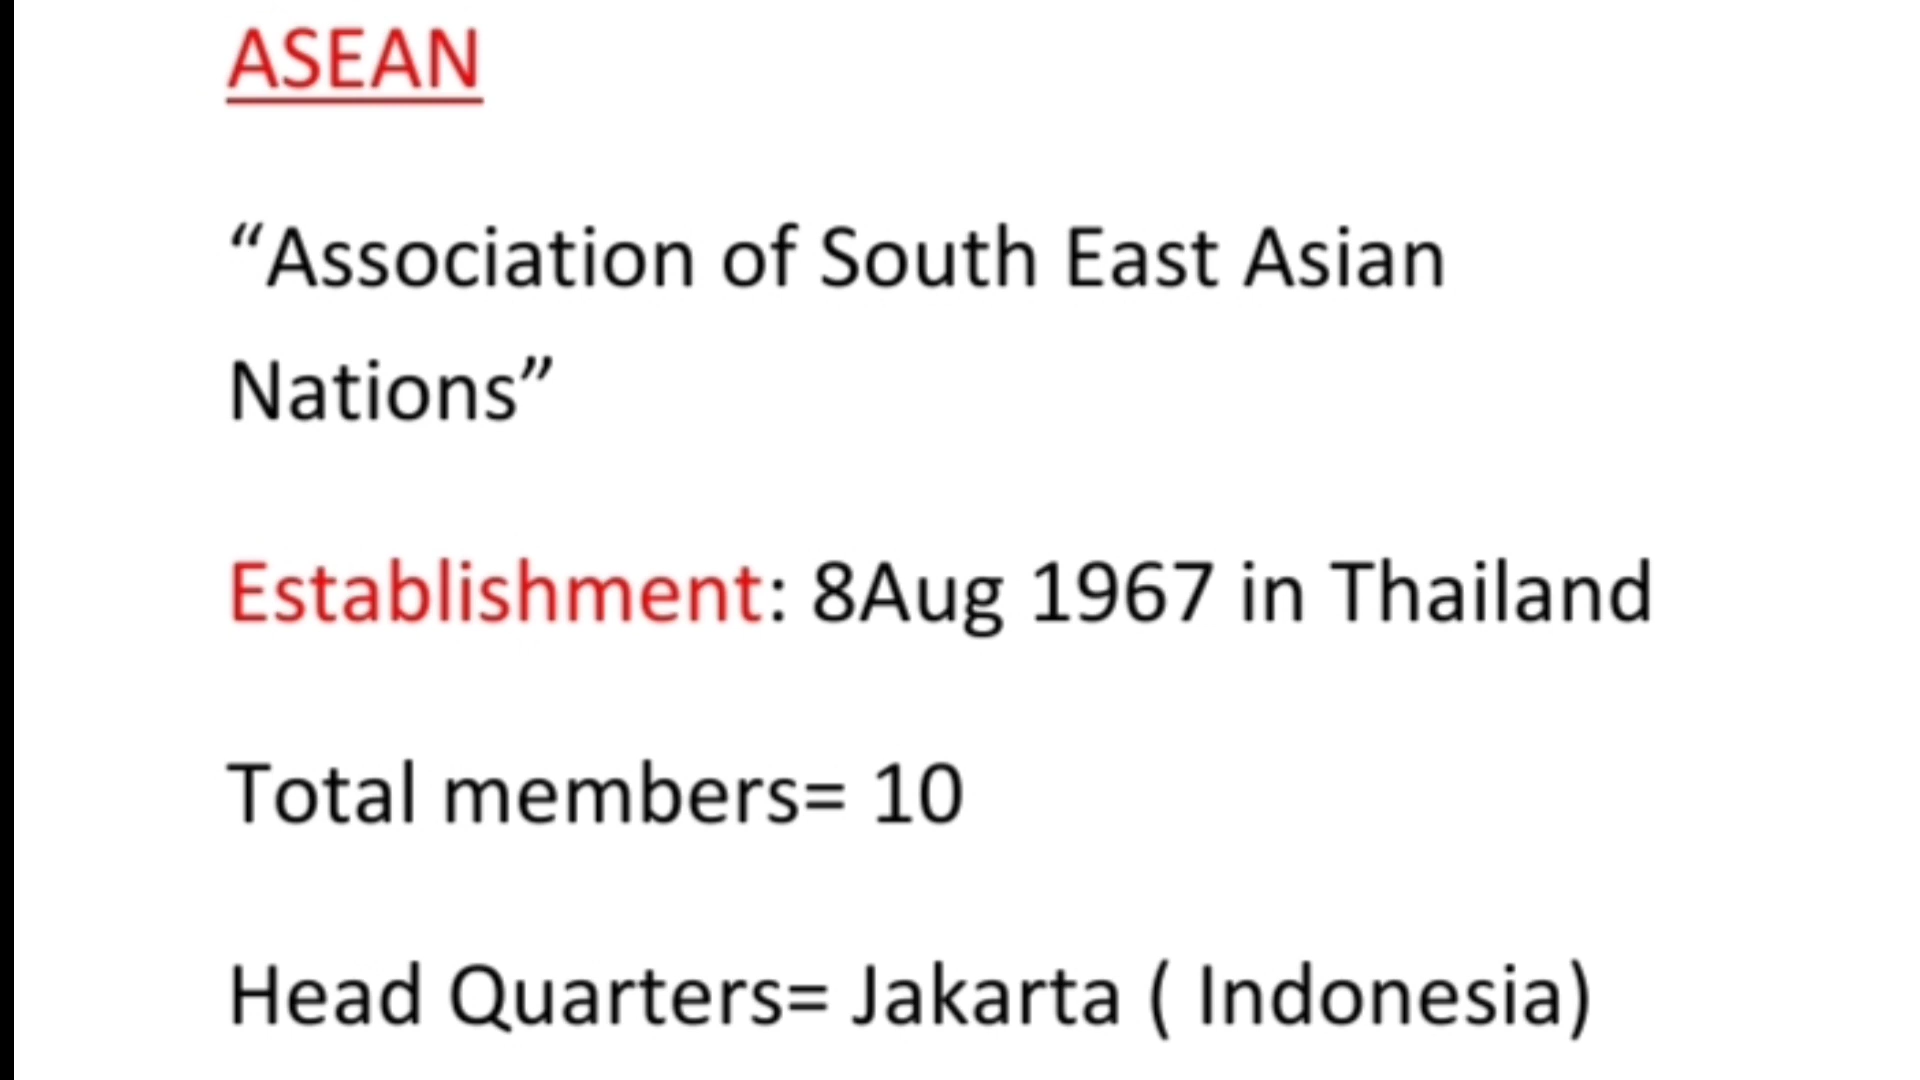 ASEAN
“Association of South East Asian
Nations”
Establishment: 8Aug 1967 in Thailand
Total members= 10
Head Quarters= Jakarta ( Indonesia)